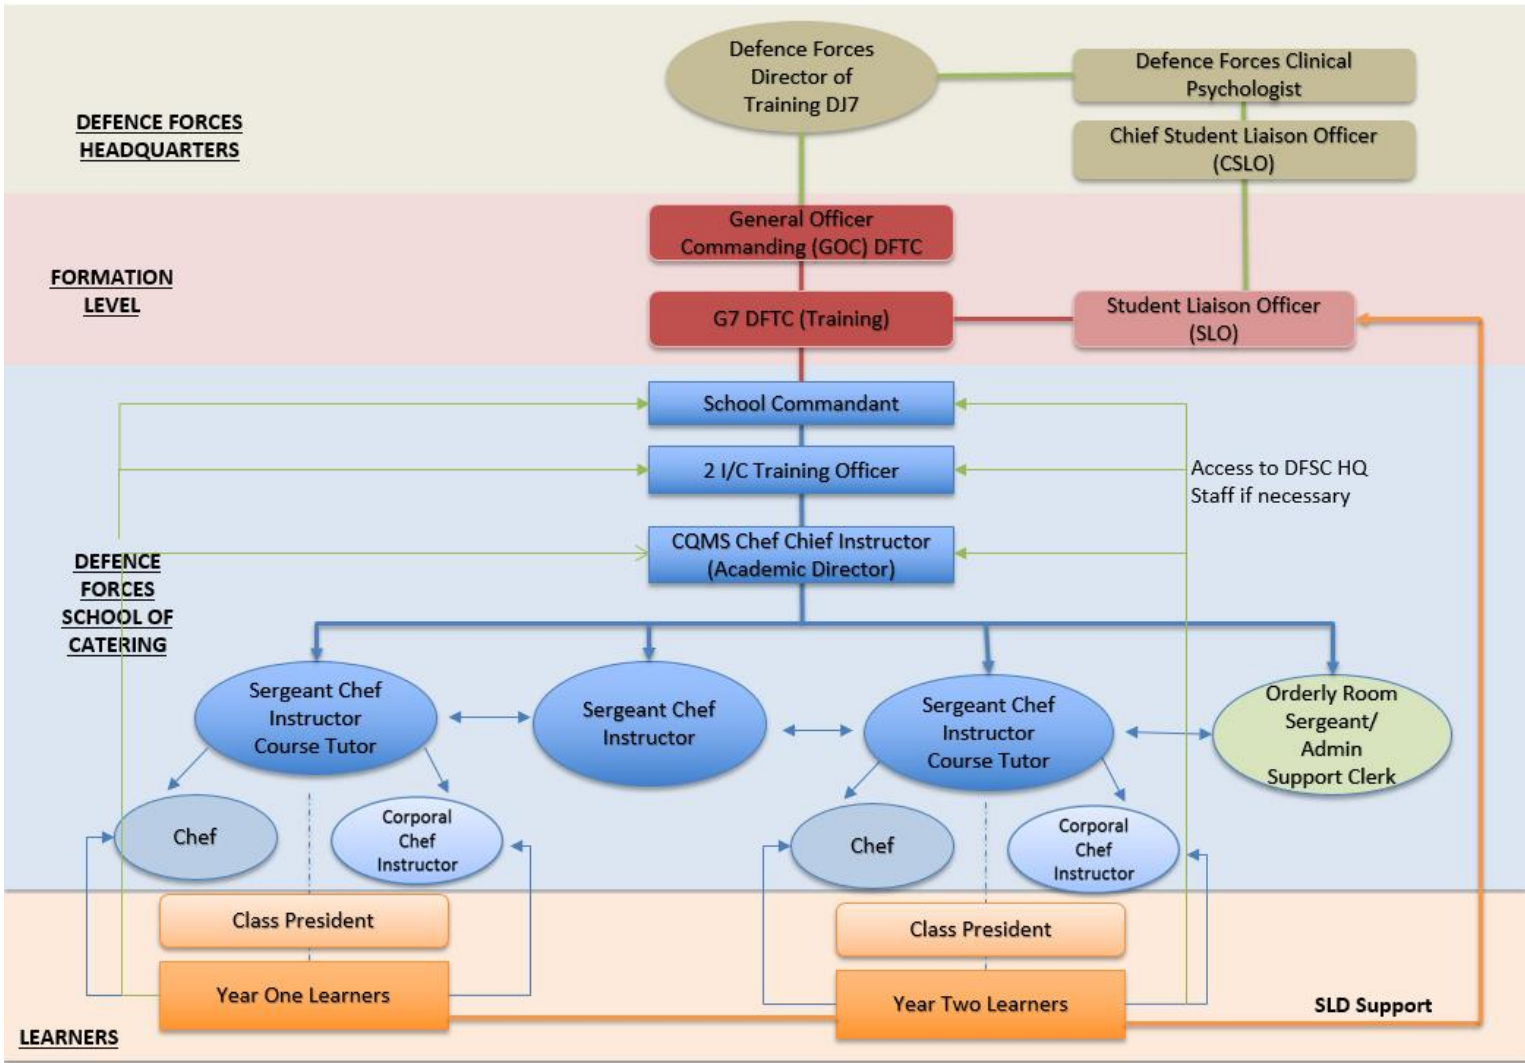 Defence Forces
Director of
Training DJ7
Defence Forces Clinical
Psychologist
DEFENCE FORCES
HEADQUARTERS
Chief Student Liaison Officer
(CSLO)
General Officer
Commanding (GOC) DFTC
FORMATION
LEVEL
G7 DFTC (Training)
Student Liaison Officer
(SLO)
School Commandant
2 I/C Training Officer
Access to DFSC HQ
Staff if necessary
CQMS Chef Chief Instructor
(Academic Director)
DEFENCE
FORCES
SCHOOL OF
CATERING
Sergeant Chef
Instructor
Course Tutor
Sergeant Chef
Instructor
Sergeant Chef
Instructor
Course Tutor
Orderly Room
Sergeant/
Admin
Support Clerk
Chef
Corporal
Chef
Instructor
Chef
Corporal
Chef
Instructor
Class President
Class President
Year One Learners
Year Two Learners
SLD Support
LEARNERS